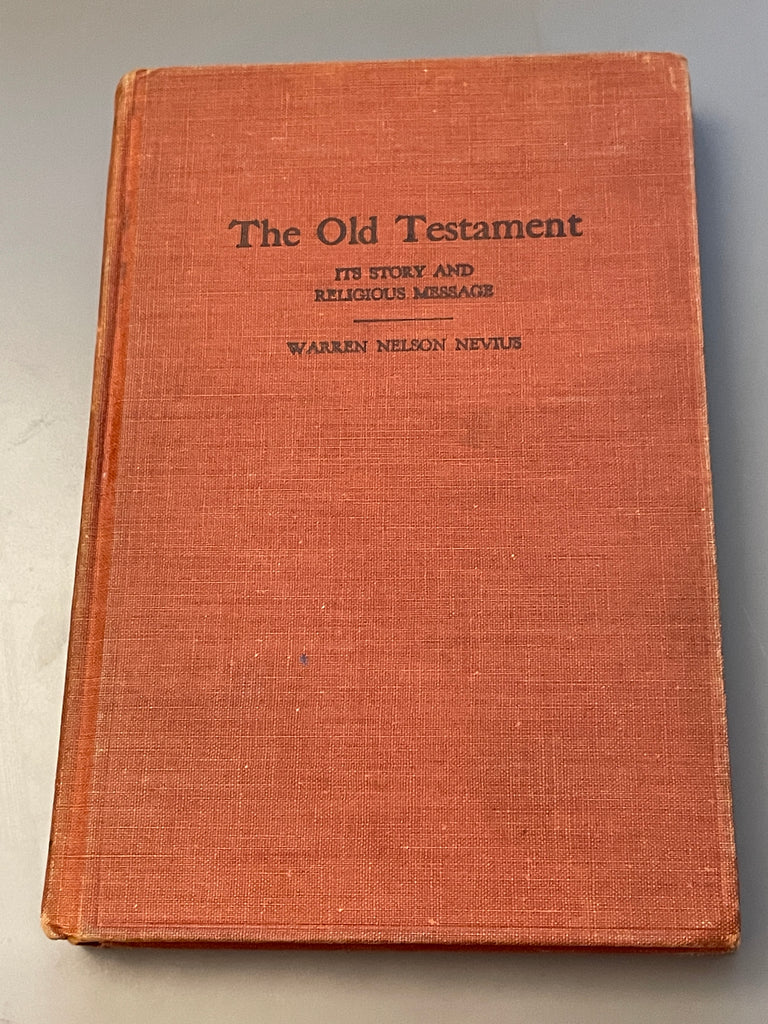 The Old Testament
ITS STORY AND
RELIGIOUS MESSAGE
WARREN NELSON NEVIUS